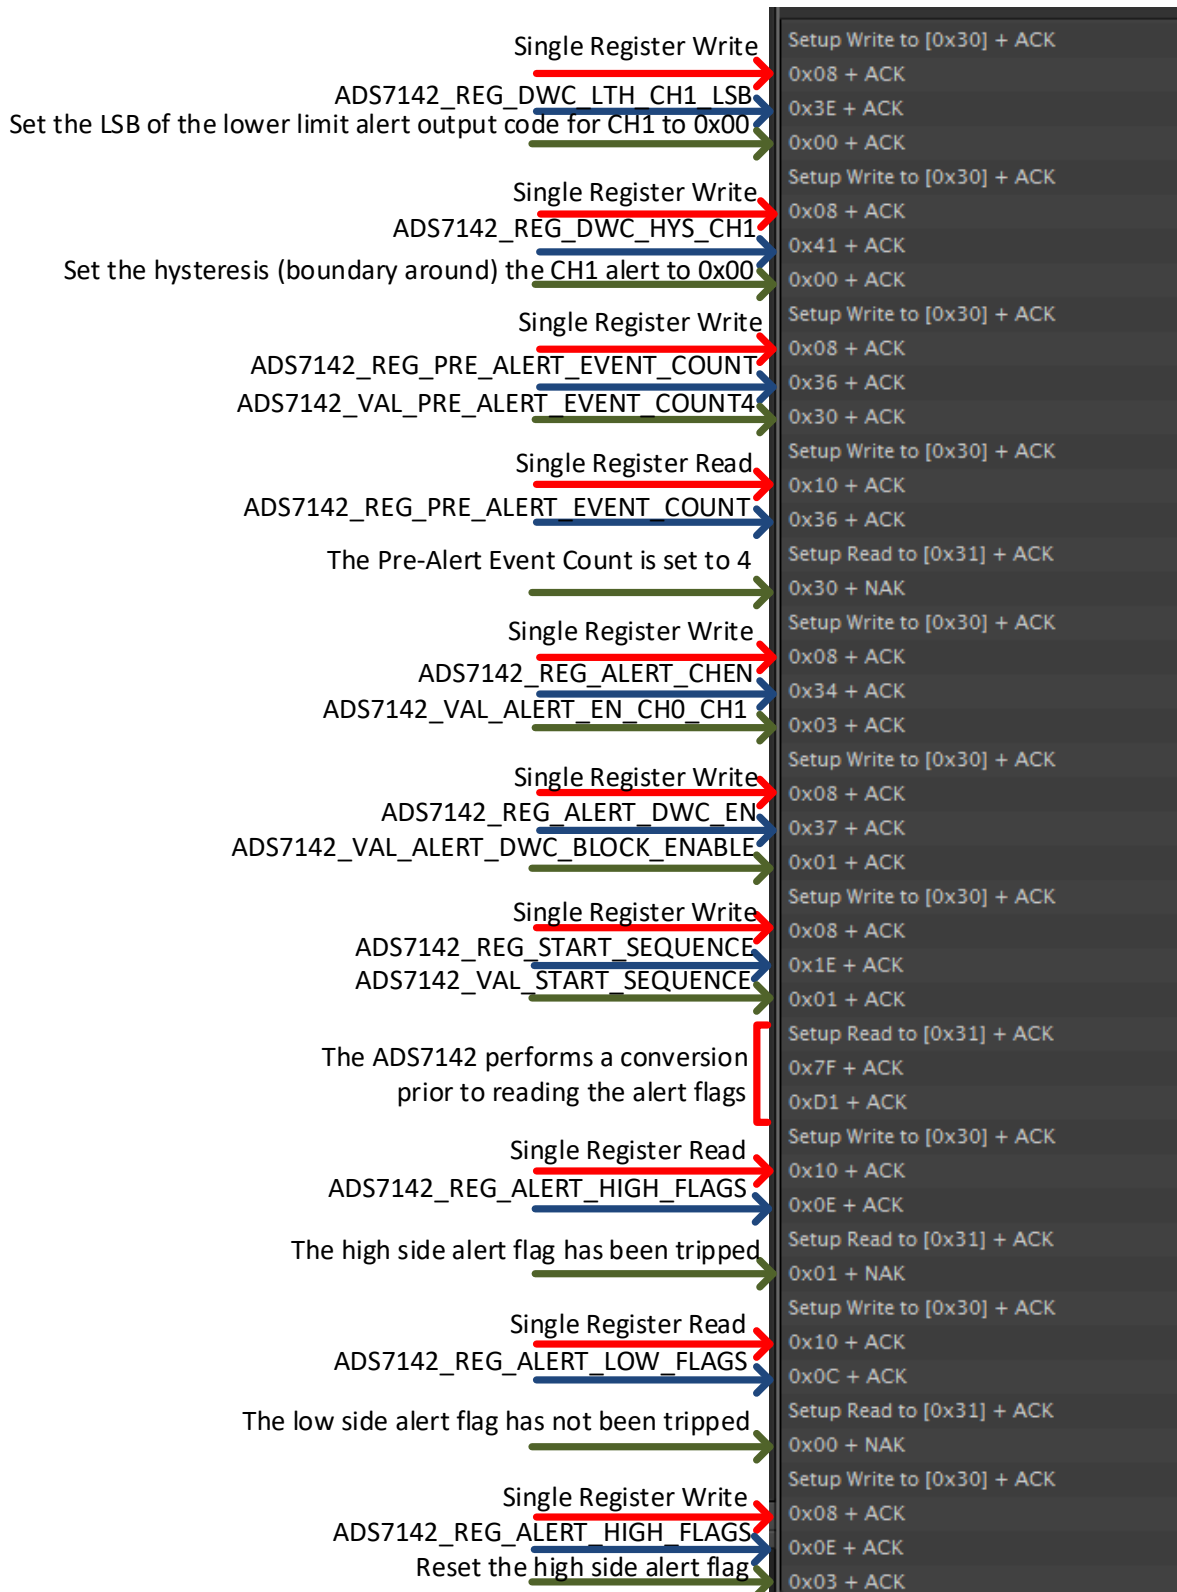 Setup Write to [0x30] + ACK
Single Register Write
0x08 + ACK
ADS7142_REG_DWC_LTH_CH1_LSB
0x3E + ACK
Set the LSB of the lower limit alert output code for CH1 to 0x00
0x00 + ACK
Setup Write to [0x30] + ACK
Single Register Write
0x08 + ACK
ADS7142_REG_DWC_HYS_CH1
0x41 + ACK
Set the hysteresis (boundary around) the CH1 alert to 0x00
0x00 + ACK
Setup Write to [0x30] + ACK
Single Register Write
0x08 + ACK
ADS7142_REG_PRE_ALERT_EVENT_COUNT
0x36 + ACK
ADS7142_VAL_PRE_ALERT_EVENT_COUNT4
0x30 + ACK
Setup Write to [0x30] + ACK
Single Register Read
0x10 + ACK
ADS7142_REG_PRE_ALERT_EVENT_COUNT
0x36 + ACK
Setup Read to [0x31] + ACK
The Pre-Alert Event Count is set to 4
0x30 + NAK
Setup Write to [0x30] + ACK
Single Register Write
0x08 + ACK
ADS7142_REG_ALERT_CHEN
0x34 + ACK
ADS7142_VAL_ALERT_EN_CH0_CH1
0x03 + ACK
Setup Write to [0x30] + ACK
Single Register Write
0x08 + ACK
ADS7142_REG_ALERT_DWC_EN
0x37 + ACK
ADS7142_VAL_ALERT_DWC_BLOCK_ENABLE
0x01 + ACK
Setup Write to [0x30] + ACK
Single Register Write
0x08 + ACK
ADS7142_REG_START_SEQUENCE
0x1E + ACK
ADS7142_VAL_START_SEQUENCE
0x01 + ACK
Setup Read to [0x31] + ACK
The ADS7142 performs a conversion
0x7F + ACK
prior to reading the alert flags
0xD1 + ACK
Setup Write to [0x30] + ACK
Single Register Read
0x10 + ACK
ADS7142_REG_ALERT_HIGH_FLAGS
0x0E + ACK
Setup Read to [0x31] + ACK
The high side alert flag has been tripped
0x01 + NAK
Setup Write to [0x30] + ACK
Single Register Read
0x10 + ACK
ADS7142_REG_ALERT_LOW_FLAGS
0x0C + ACK
Setup Read to [0x31] + ACK
The low side alert flag has not been tripped
0x00 + NAK
Setup Write to [0x30] + ACK
Single Register Write
0x08 + ACK
ADS7142_REG_ALERT_HIGH_FLAGS
0x0E + ACK
Reset the high side alert flag
0x03 + ACK